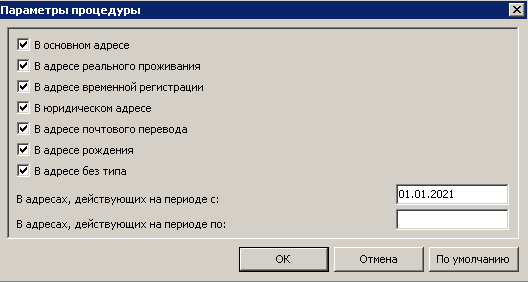 Параметры процедуры
В основном адресе
В адресе реального проживания
В адресе временной регистрации
В юридическом адресе
В адресе почтового перевода
В адресе рождения
В адресе без типа
В адресах, действующих на периоде с: 01.01.2021
В адресах, действующих на периоде по:
ОК Отмена По умолчанию